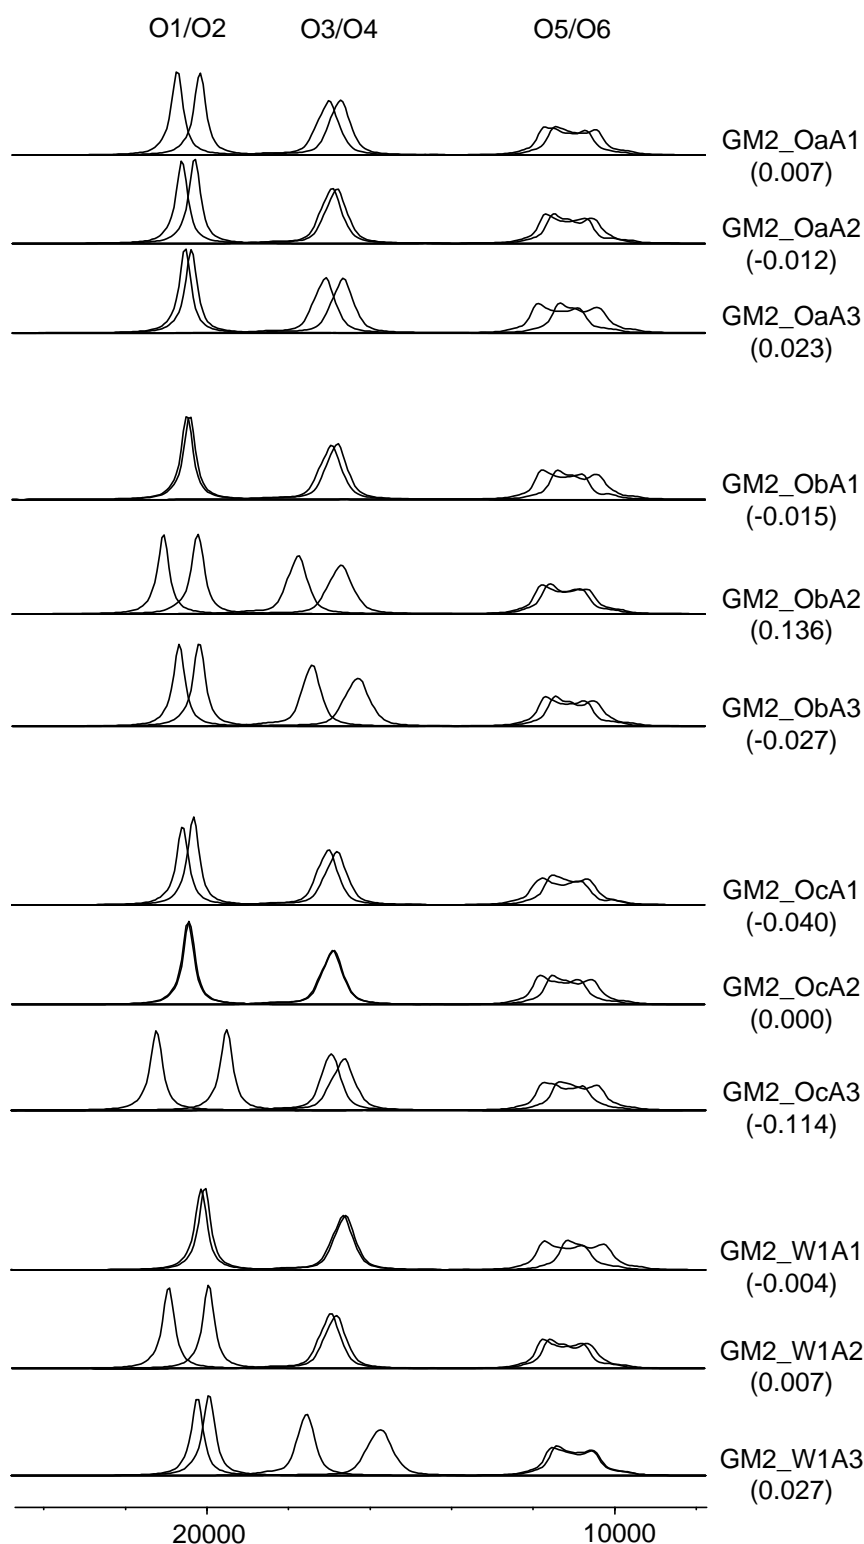 O1/O2 O3/O4 O5/O6
GM2_OaA1
(0.007)
GM2_OaA2
(-0.012)
GM2_OaA3
(0.023)
GM2_ObA1
(-0.015)
GM2_ObA2
(0.136)
GM2_ObA3
(-0.027)
GM2_OcA1
(-0.040)
GM2_OcA2
(0.000)
GM2_OcA3
(-0.114)
GM2_W1A1
(-0.004)
GM2_W1A2
(0.007)
GM2_W1A3
(0.027)
20000 10000